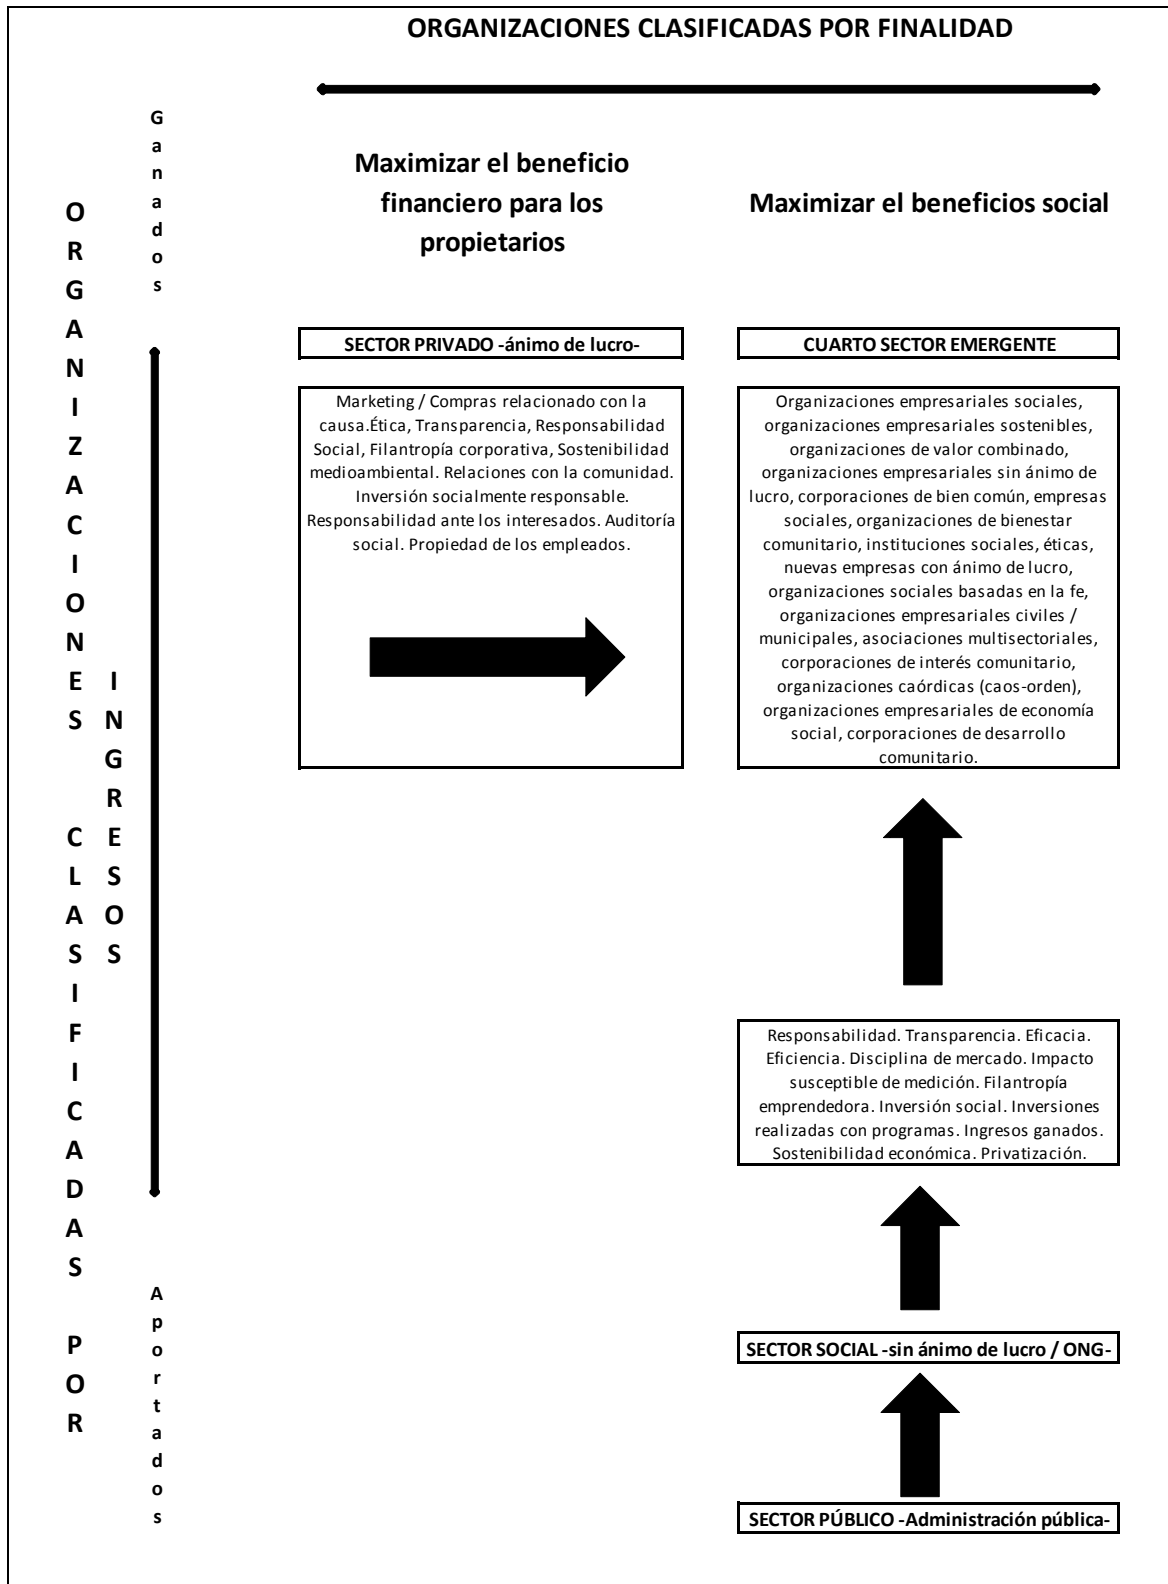 ORGANIZACIONES CLASIFICADAS POR FINALIDAD
ORGANIZACIONES CLASIFICADAS POR
INGRESOS
Ganados
Aportados
Maximizar el beneficio
financiero para los
propietarios
Maximizar el beneficios social
SECTOR PRIVADO -ánimo de lucro-
Marketing / Compras relacionado con la
causa.Ética, Transparencia, Responsabilidad
Social, Filantropía corporativa, Sostenibilidad
medioambiental. Relaciones con la comunidad.
Inversión socialmente responsable.
Responsabilidad ante los interesados. Auditoría
social. Propiedad de los empleados.
CUARTO SECTOR EMERGENTE
Organizaciones empresariales sociales,
organizaciones empresariales sostenibles,
organizaciones de valor combinado,
organizaciones empresariales sin ánimo de
lucro, corporaciones de bien común, empresas
sociales, organizaciones de bienestar
comunitario, instituciones sociales, éticas,
nuevas empresas con ánimo de lucro,
organizaciones sociales basadas en la fe,
organizaciones empresariales civiles /
municipales, asociaciones multisectoriales,
corporaciones de interés comunitario,
organizaciones caórdicas (caos-orden),
organizaciones empresariales de economía
social, corporaciones de desarrollo
comunitario.
Responsabilidad. Transparencia. Eficacia.
Eficiencia. Disciplina de mercado. Impacto
susceptible de medición. Filantropía
emprendedora. Inversión social. Inversiones
realizadas con programas. Ingresos ganados.
Sostenibilidad económica. Privatización.
SECTOR SOCIAL -sin ánimo de lucro / ONG-
SECTOR PÚBLICO -Administración pública-